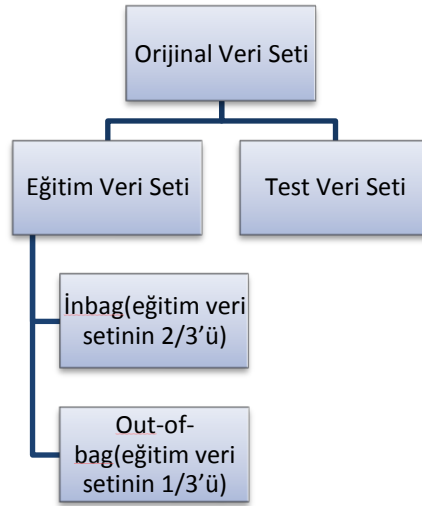 Orijinal Veri Seti
Eğitim Veri Seti
Test Veri Seti
İnbag(eğitim veri
setinin 2/3'ü)
Out-of-
bag(eğitim veri
setinin 1/3'ü)